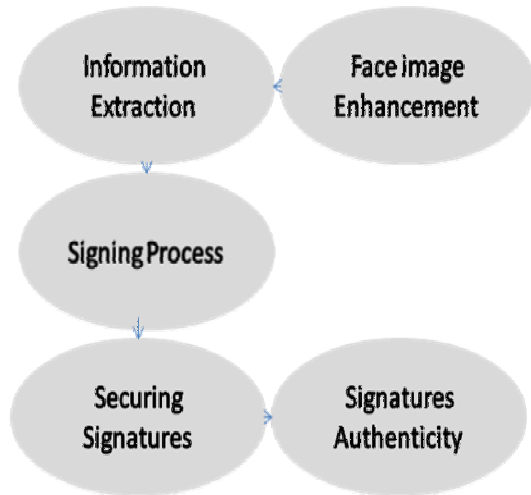 Information
Extraction
Face image
Enhancement
Signing Process
Securing
Signatures
Signatures
Authenticity